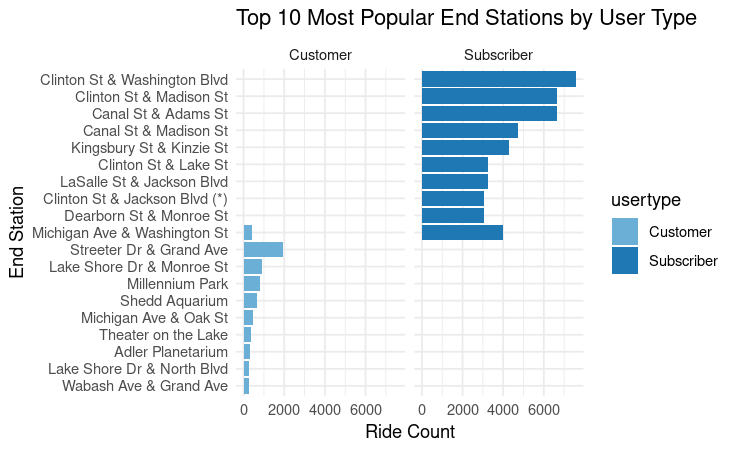 Top 10 Most Popular End Stations by User Type
Customer
Subscriber
End Station
Clinton St & Washington Blvd
Clinton St & Madison St
Canal St & Adams St
Canal St & Madison St
Kingsbury St & Kinzie St
Clinton St & Lake St
LaSalle St & Jackson Blvd
Clinton St & Jackson Blvd (*)
Dearborn St & Monroe St
Michigan Ave & Washington St
Streeter Dr & Grand Ave
Lake Shore Dr & Monroe St
Millennium Park
Shedd Aquarium
Michigan Ave & Oak St
Theater on the Lake
Adler Planetarium
Lake Shore Dr & North Blvd
Wabash Ave & Grand Ave
0 2000 4000 6000
0 2000 4000 6000
Ride Count
usertype
Customer
Subscriber